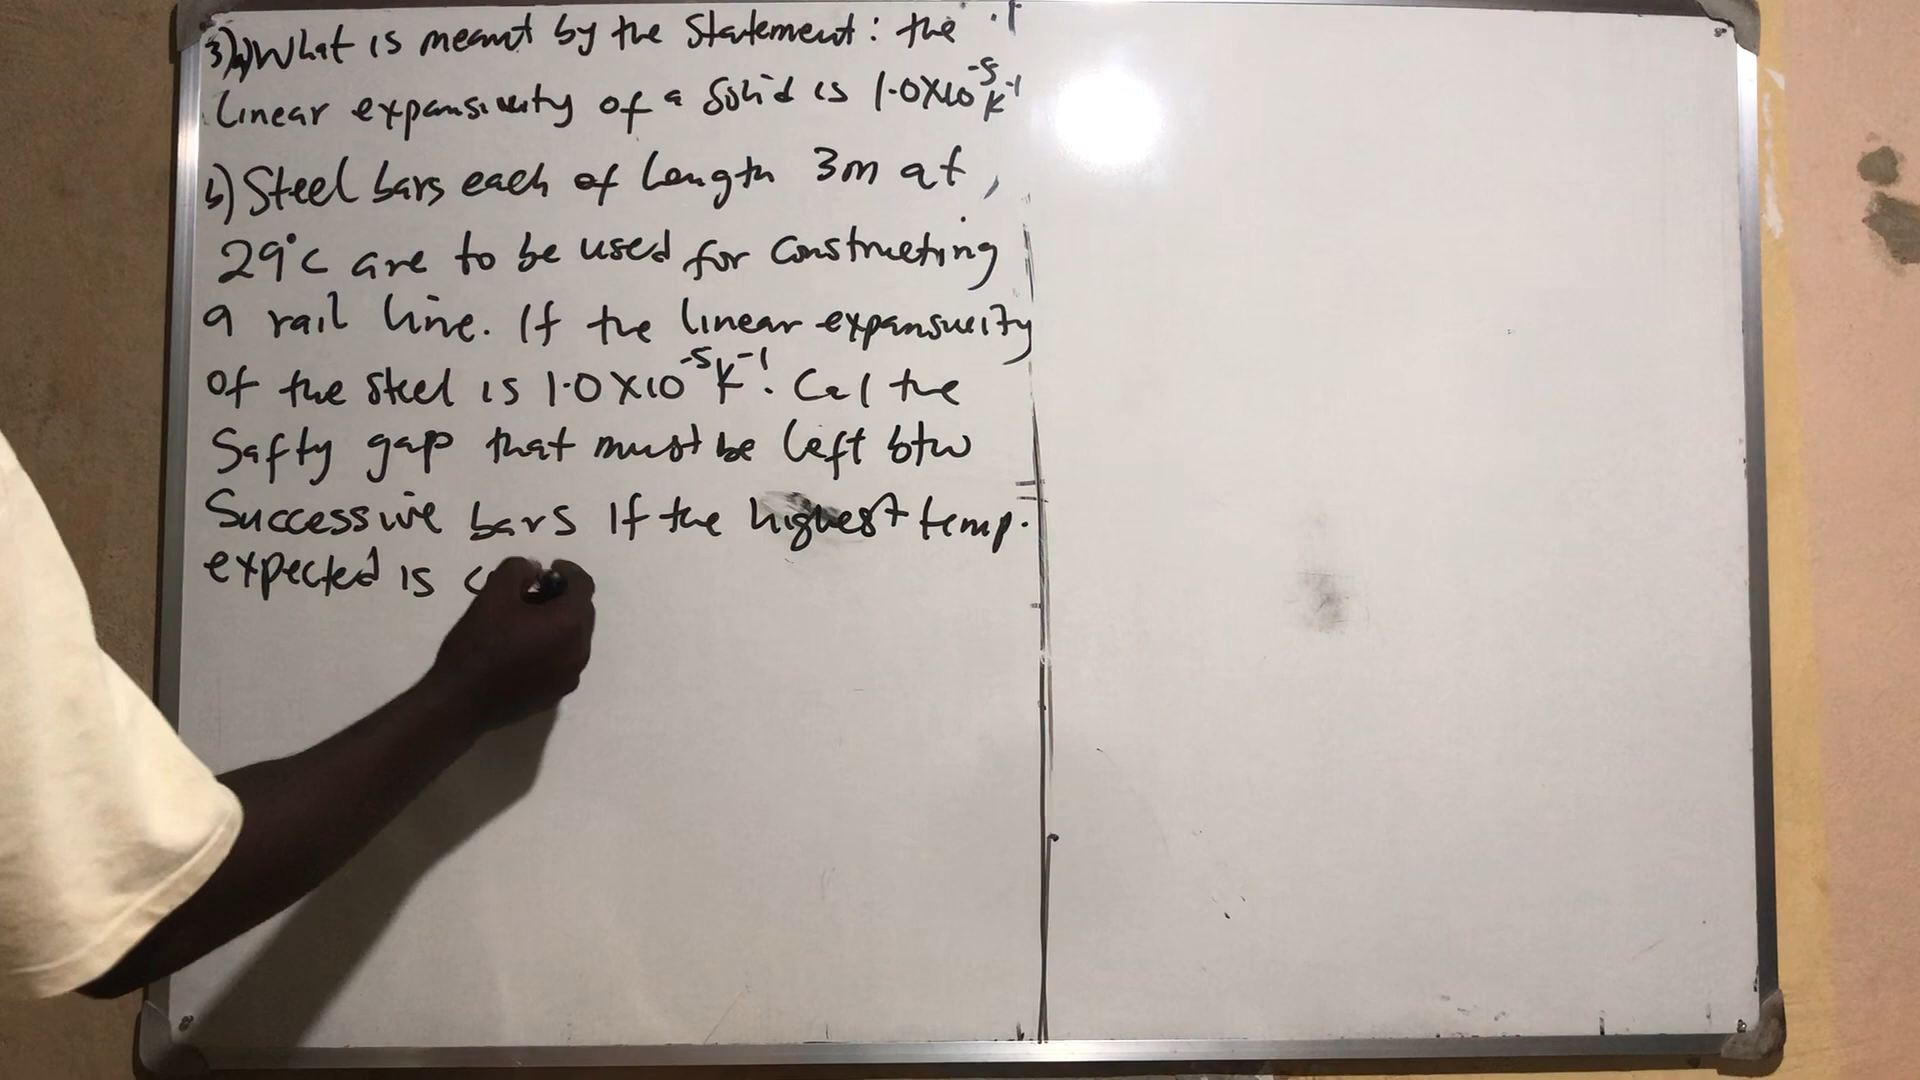 3)a) What is meant by the Statement: the
linear expansivity of a Solid is 1.0X10⁻⁵K⁻¹
b) Steel bars each of length 3m at
29°C are to be used for Constructing
a rail line. If the linear expansivity
of the steel is 1.0X10⁻⁵K⁻¹. Cal the
Safty gap that must be left btw
Successive bars If the highest temp.
expected is